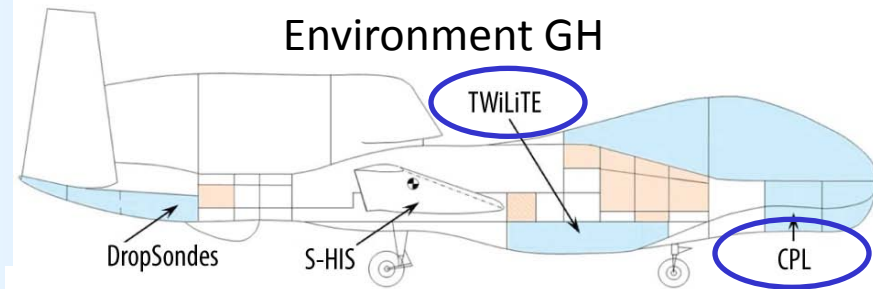 Environment GH
TWiLiTE
DropSondes
S-HIS
CPL